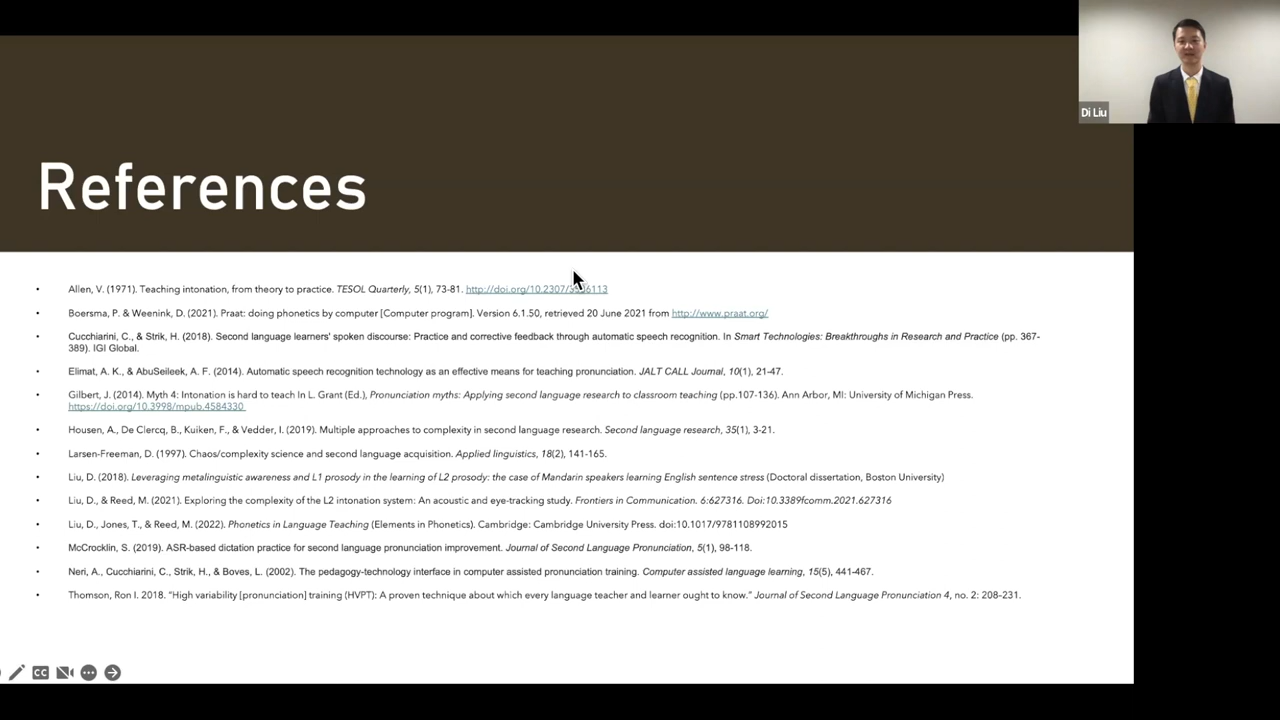 Di Liu
References
• Allen, V. (1971). Teaching intonation, from theory to practice. TESOL Quarterly, 5(1), 73-81. http://doi.org/10.2307/3 6113
• Boersma, P. & Weenink, D. (2021). Praat: doing phonetics by computer [Computer program]. Version 6.1.50, retrieved 20 June 2021 from http://www.praat.org/
• Cucchiarini, C., & Strik, H. (2018). Second language learners' spoken discourse: Practice and corrective feedback through automatic speech recognition. In Smart Technologies: Breakthroughs in Research and Practice (pp. 367-
389). IGI Global.
• Elimat, A. K., & AbuSeileek, A. F. (2014). Automatic speech recognition technology as an effective means for teaching pronunciation. JALT CALL Journal, 10(1), 21-47.
• Gilbert, J. (2014). Myth 4: Intonation is hard to teach In L. Grant (Ed.), Pronunciation myths: Applying second language research to classroom teaching (pp.107-136). Ann Arbor, MI: University of Michigan Press.
https://doi.org/10.3998/mpub.4584330
• Housen, A., De Clercq, B., Kuiken, F., & Vedder, I. (2019). Multiple approaches to complexity in second language research. Second language research, 35(1), 3-21.
• Larsen-Freeman, D. (1997). Chaos/complexity science and second language acquisition. Applied linguistics, 18(2), 141-165.
• Liu, D. (2018). Leveraging metalinguistic awareness and L1 prosody in the learning of L2 prosody: the case of Mandarin speakers learning English sentence stress (Doctoral dissertation, Boston University)
• Liu, D., & Reed, M. (2021). Exploring the complexity of the L2 intonation system: An acoustic and eye-tracking study. Frontiers in Communication. 6:627316. Doi:10.3389fcomm.2021.627316
• Liu, D., Jones, T., & Reed, M. (2022). Phonetics in Language Teaching (Elements in Phonetics). Cambridge: Cambridge University Press. doi:10.1017/9781108992015
• McCrocklin, S. (2019). ASR-based dictation practice for second language pronunciation improvement. Journal of Second Language Pronunciation, 5(1), 98-118.
• Neri, A., Cucchiarini, C., Strik, H., & Boves, L. (2002). The pedagogy-technology interface in computer assisted pronunciation training. Computer assisted language learning, 15(5), 441-467.
• Thomson, Ron I. 2018. “High variability [pronunciation] training (HVPT): A proven technique about which every language teacher and learner ought to know.” Journal of Second Language Pronunciation 4, no. 2: 208–231.
CC